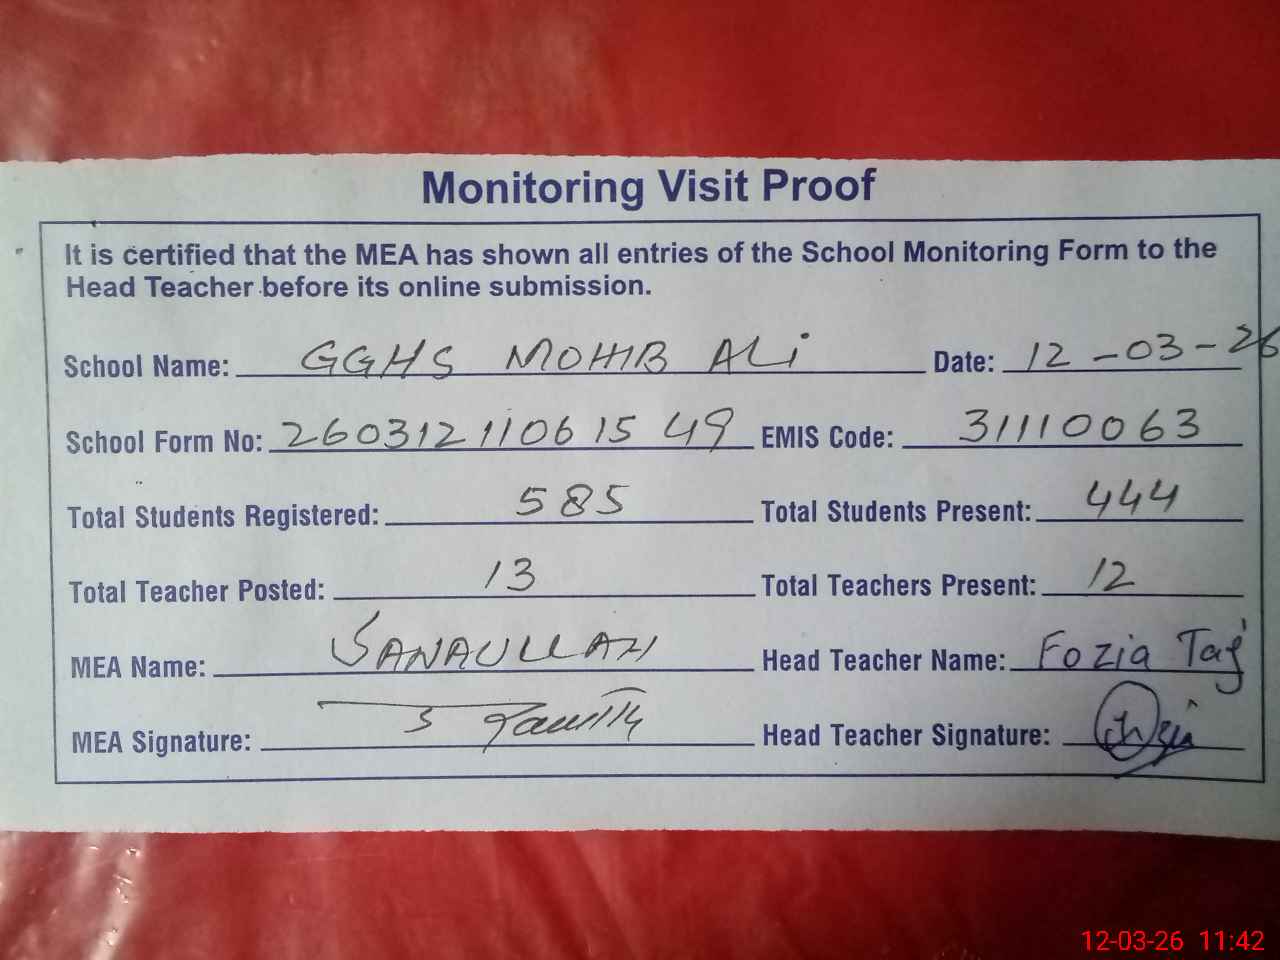 Monitoring Visit Proof
It is certified that the MEA has shown all entries of the School Monitoring Form to the
Head Teacher before its online submission.
School Name: GGHS MOHIB ALi Date: 12-03-26
School Form No: 26031211061549 EMIS Code: 31110063
Total Students Registered: 585 Total Students Present: 444
Total Teacher Posted: 13 Total Teachers Present: 12
MEA Name: SANAULLAH Head Teacher Name: Fozia Taj
MEA Signature: Head Teacher Signature:
12-03-26 11:42